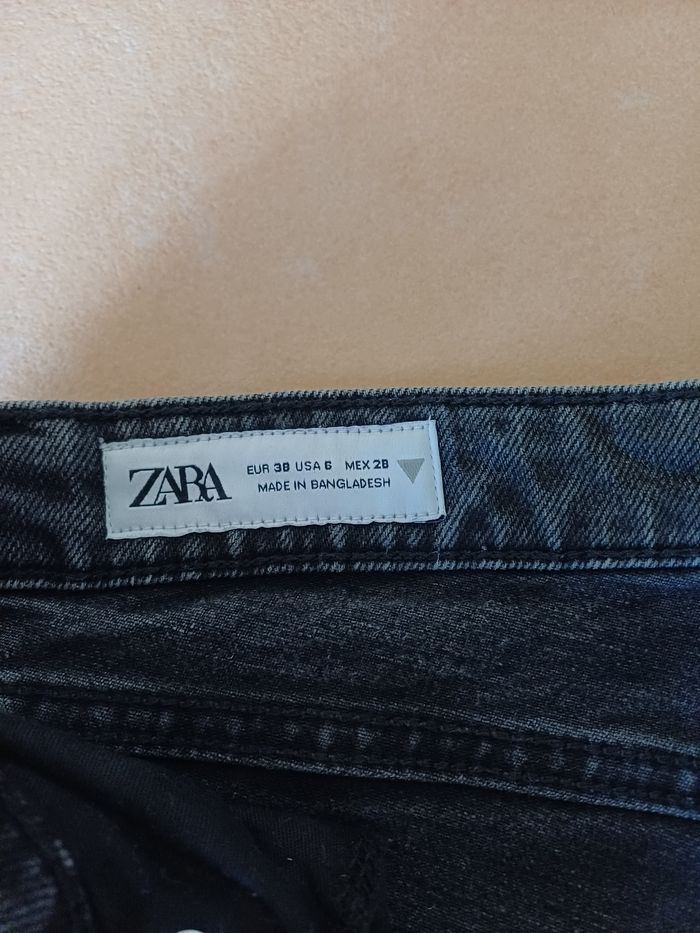 ZARA
EUR 38 USA 6 MEX 28
MADE IN BANGLADESH